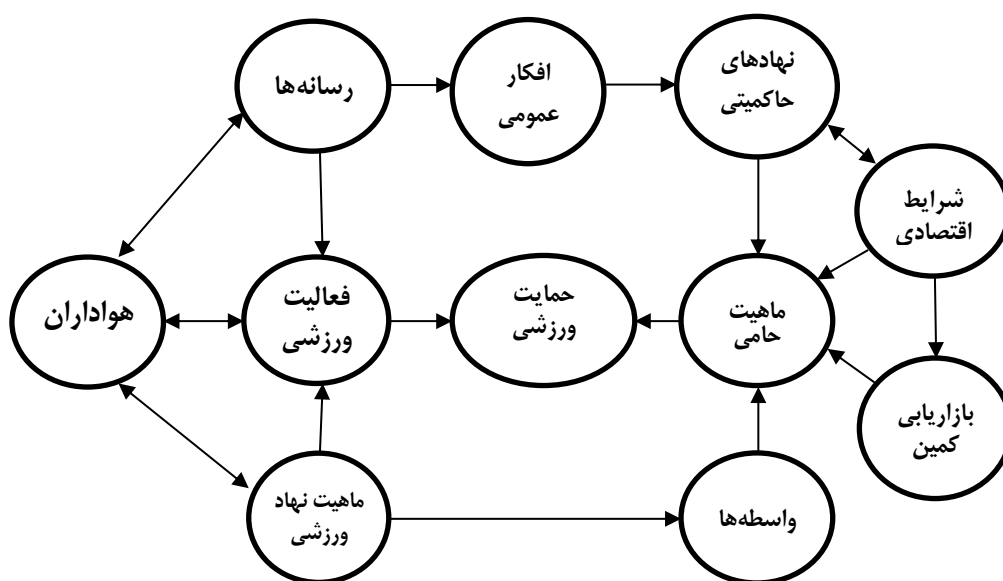 رسانه‌ها
افکار
عمومی
نهادهای
حاکمیتی
شرایط
اقتصادی
هواداران
فعالیت
ورزشی
حمایت
ورزشی
ماهیت
حامی
بازاریابی
کمین
ماهیت نهاد
ورزشی
واسطه‌ها